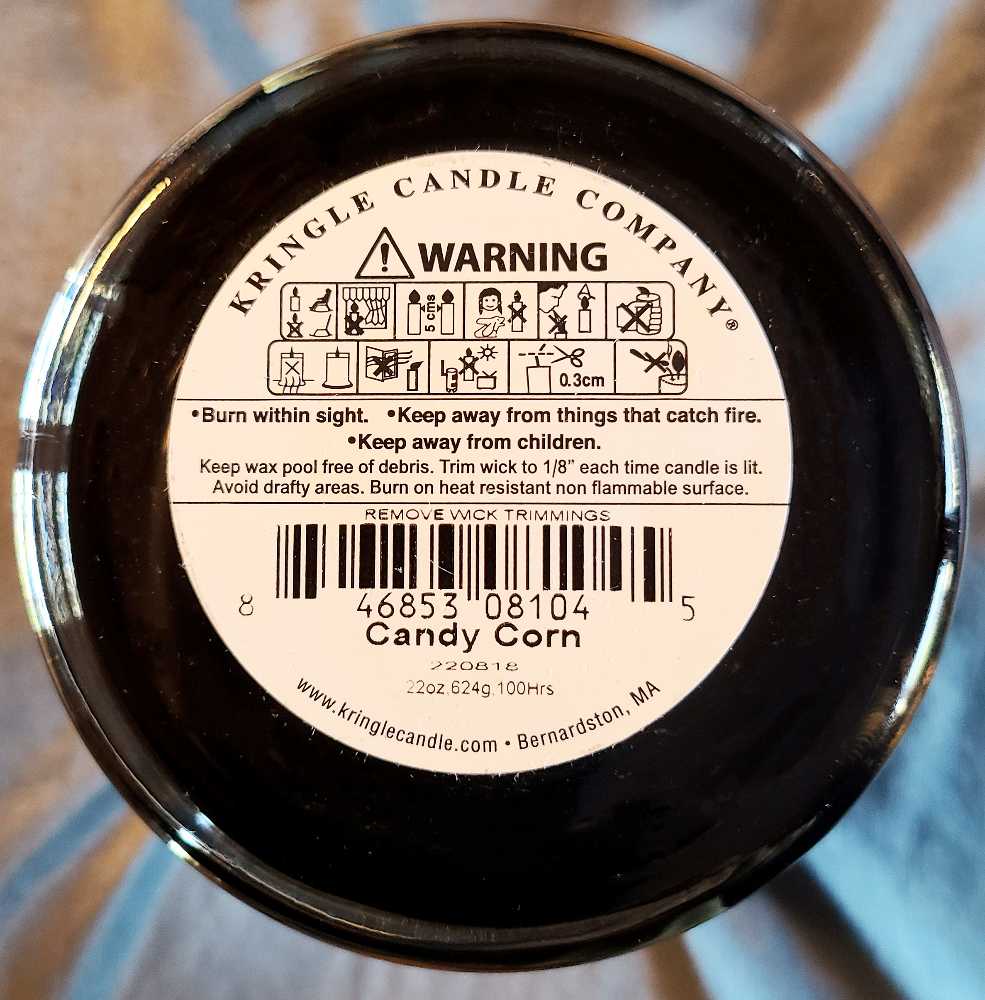 KRINGLE CANDLE COMPANY®
! WARNING
5 cms
0.3cm
•Burn within sight. •Keep away from things that catch fire.
•Keep away from children.
Keep wax pool free of debris. Trim wick to 1/8" each time candle is lit.
Avoid drafty areas. Burn on heat resistant non flammable surface.
REMOVE WICK TRIMMINGS
8 46853 08104 5
Candy Corn
220818
22oz,624g,100Hrs
www.kringlecandle.com • Bernardston, MA